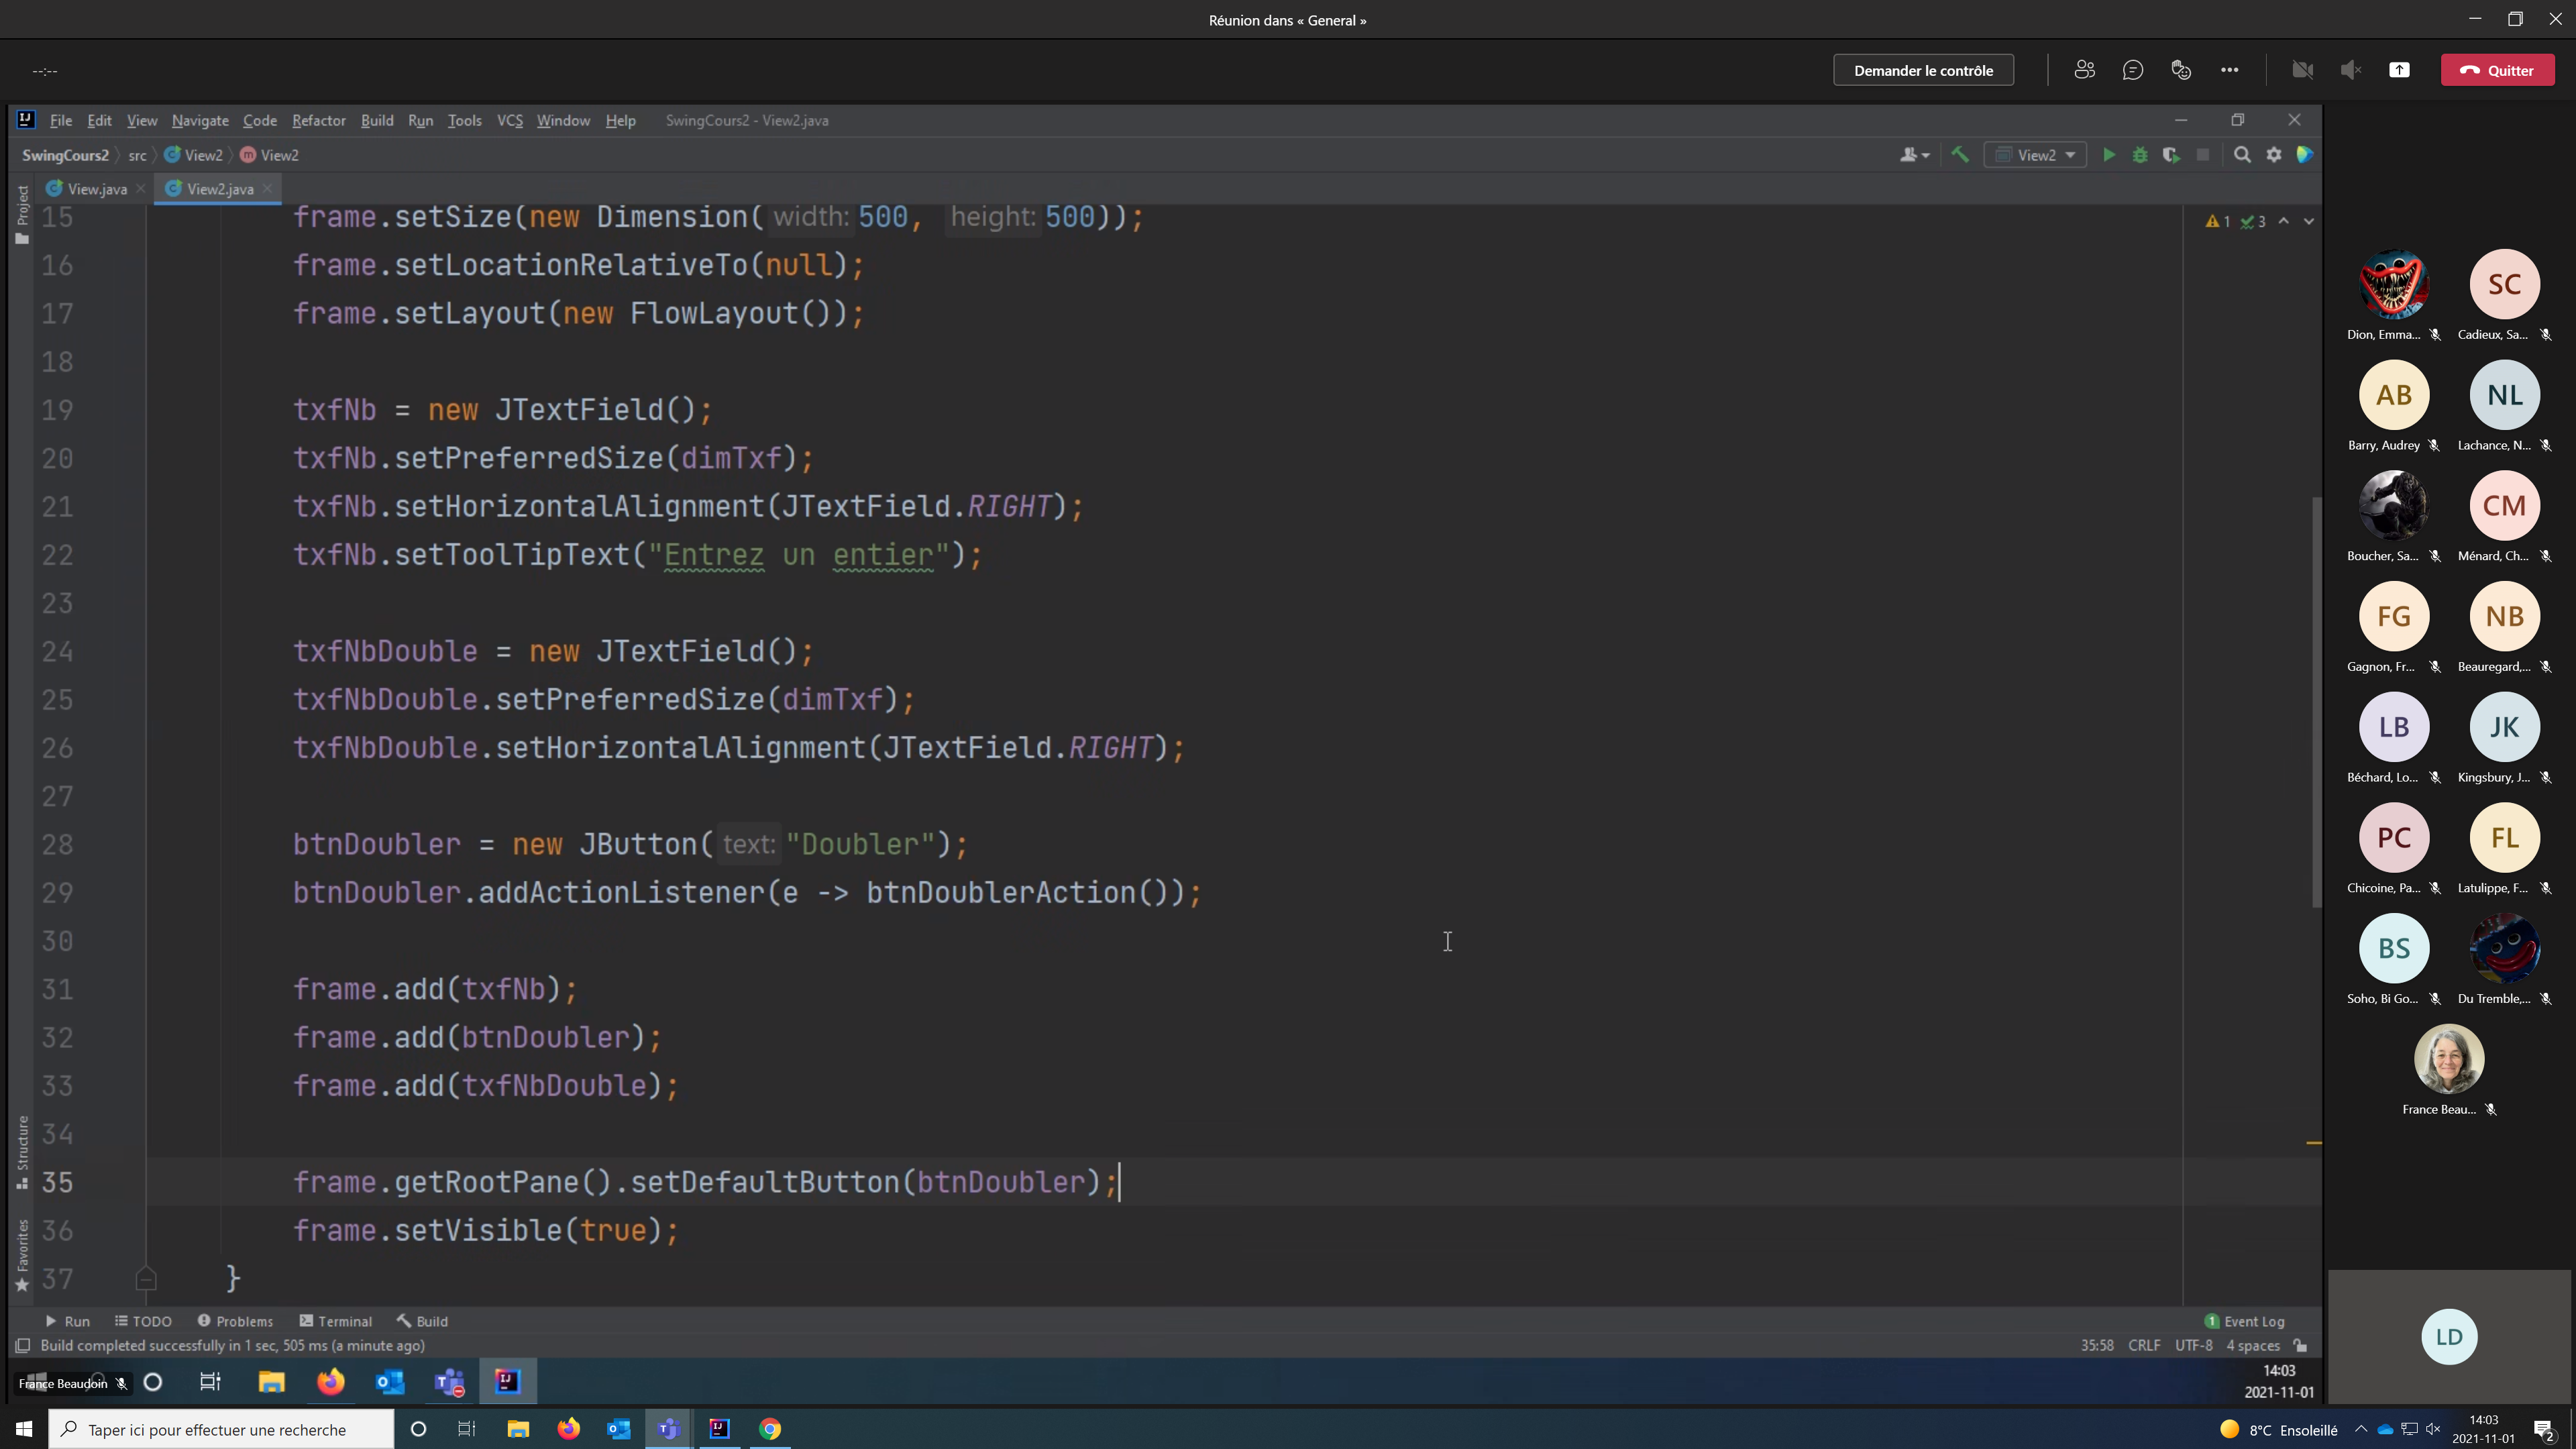 Réunion dans « General »
--:--
Demander le contrôle
Quitter
File Edit View Navigate Code Refactor Build Run Tools VCS Window Help SwingCours2 - View2.java
SwingCours2 src View2 View2
View2
View.java View2.java
Project
1 3
15 frame.setSize(new Dimension( width: 500, height: 500));
16 frame.setLocationRelativeTo(null);
17 frame.setLayout(new FlowLayout());
18
19 txfNb = new JTextField();
20 txfNb.setPreferredSize(dimTxf);
21 txfNb.setHorizontalAlignment(JTextField.RIGHT);
22 txfNb.setToolTipText("Entrez un entier");
23
24 txfNbDouble = new JTextField();
25 txfNbDouble.setPreferredSize(dimTxf);
26 txfNbDouble.setHorizontalAlignment(JTextField.RIGHT);
27
28 btnDoubler = new JButton( text: "Doubler");
29 btnDoubler.addActionListener(e -> btnDoublerAction());
30
31 frame.add(txfNb);
32 frame.add(btnDoubler);
33 frame.add(txfNbDouble);
34
35 frame.getRootPane().setDefaultButton(btnDoubler);
36 frame.setVisible(true);
37 }
Structure
Favorites
Run TODO Problems Terminal Build
1 Event Log
Build completed successfully in 1 sec, 505 ms (a minute ago)
35:58 CRLF UTF-8 4 spaces
France Beaudoin
14:03
2021-11-01
SC
Dion, Emma... Cadieux, Sa...
AB NL
Barry, Audrey Lachance, N...
CM
Boucher, Sa... Ménard, Ch...
FG NB
Gagnon, Fr... Beauregard,...
LB JK
Béchard, Lo... Kingsbury, J...
PC FL
Chicoine, Pa... Latulippe, F...
BS
Soho, Bi Go... Du Tremble,...
France Beau...
LD
Taper ici pour effectuer une recherche
8°C Ensoleillé
14:03
2021-11-01
2